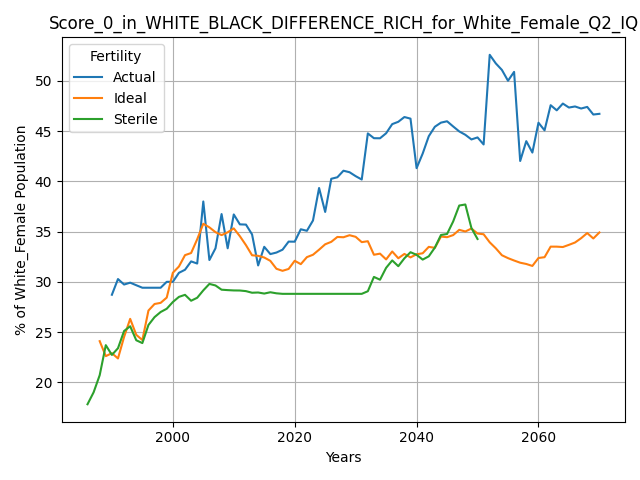 Score_0_in_WHITE_BLACK_DIFFERENCE_RICH_for_White_Female_Q2_IQ
Fertility
Actual
Ideal
Sterile
% of White_Female Population
50
45
40
35
30
25
20
2000
2020
2040
2060
Years